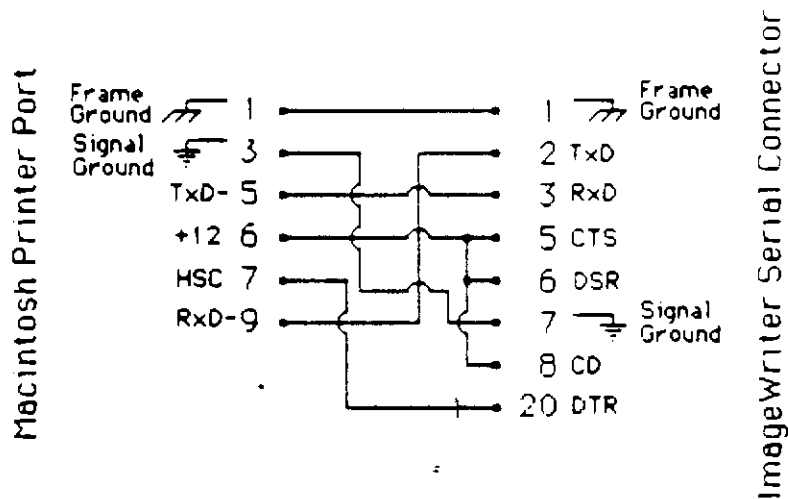 Macintosh Printer Port
Frame
Ground
1
Signal
Ground
3
TxD- 5
+12 6
HSC 7
RxD- 9
1
Frame
Ground
2 TxD
3 RxD
5 CTS
6 DSR
7
Signal
Ground
8 CD
20 DTR
ImageWriter Serial Connector